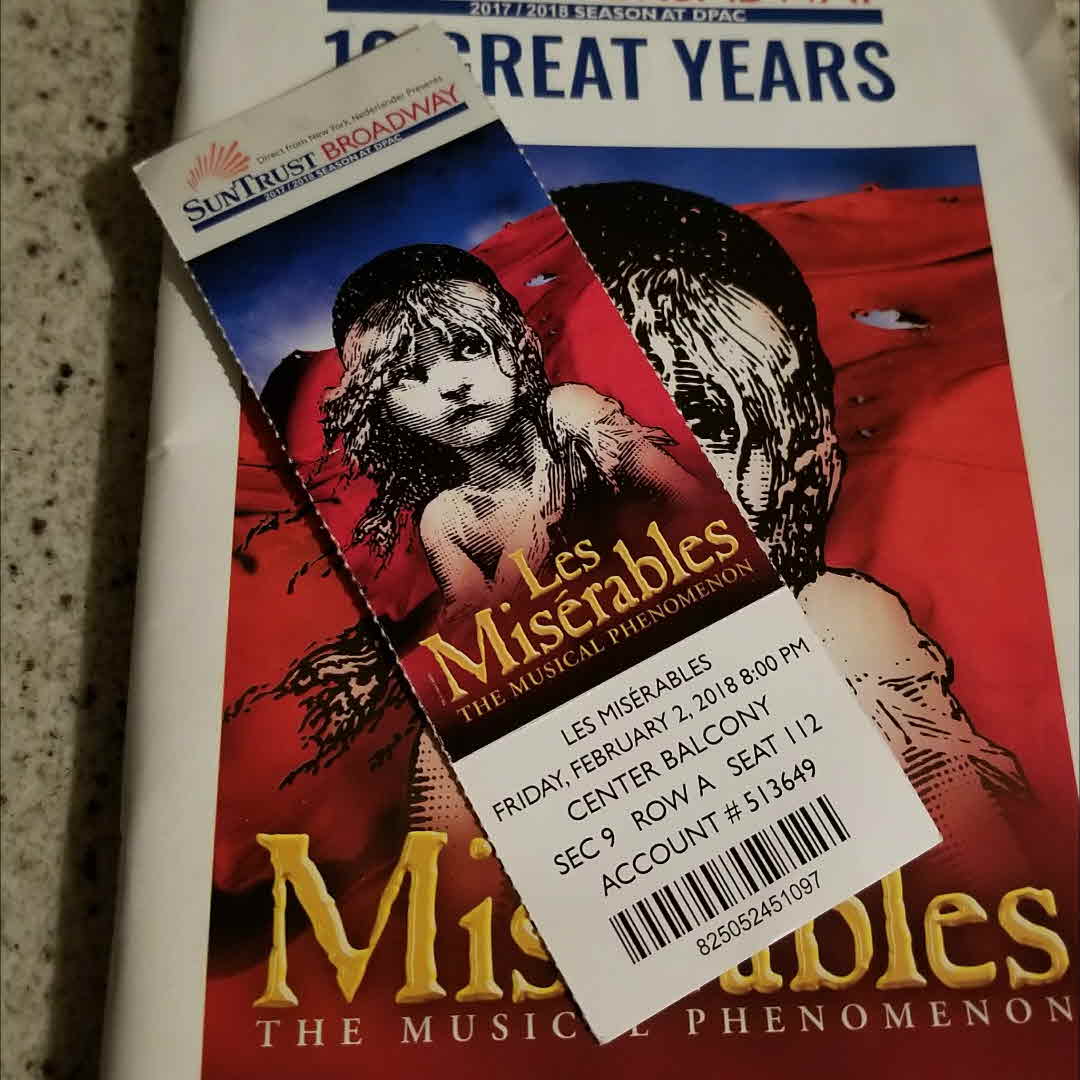 2017 / 2018 SEASON AT DPAC
GREAT YEARS
Direct from New York, Nederlander Presents
SUNTRUST BROADWAY
2017 / 2018 SEASON AT DPAC
Les
Misérables
THE MUSICAL PHENOMENON
LES MISÉRABLES
FRIDAY, FEBRUARY 2, 2018 8:00 PM
CENTER BALCONY
SEC 9 ROW A SEAT 112
ACCOUNT # 513649
825052451097
Mis ables
THE MUSIC L PHENOMENON